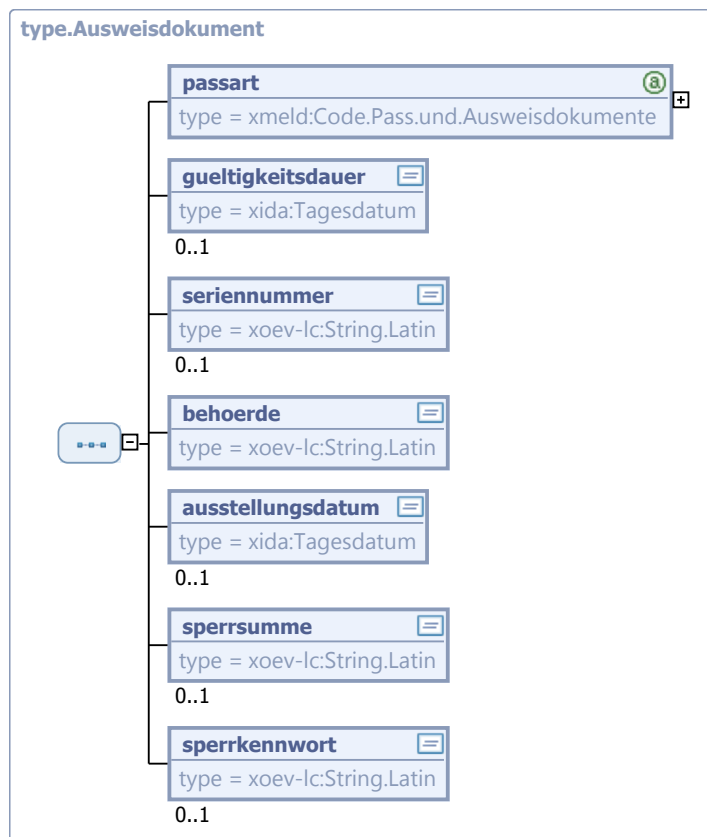 type.Ausweisdokument
passart
type = xmeld:Code.Pass.und.Ausweisdokumente
gueltigkeitsdauer
type = xida:Tagesdatum
0..1
seriennummer
type = xoev-lc:String.Latin
0..1
behoerde
type = xoev-lc:String.Latin
ausstellungsdatum
type = xida:Tagesdatum
0..1
sperrsumme
type = xoev-lc:String.Latin
0..1
sperrkennwort
type = xoev-lc:String.Latin
0..1